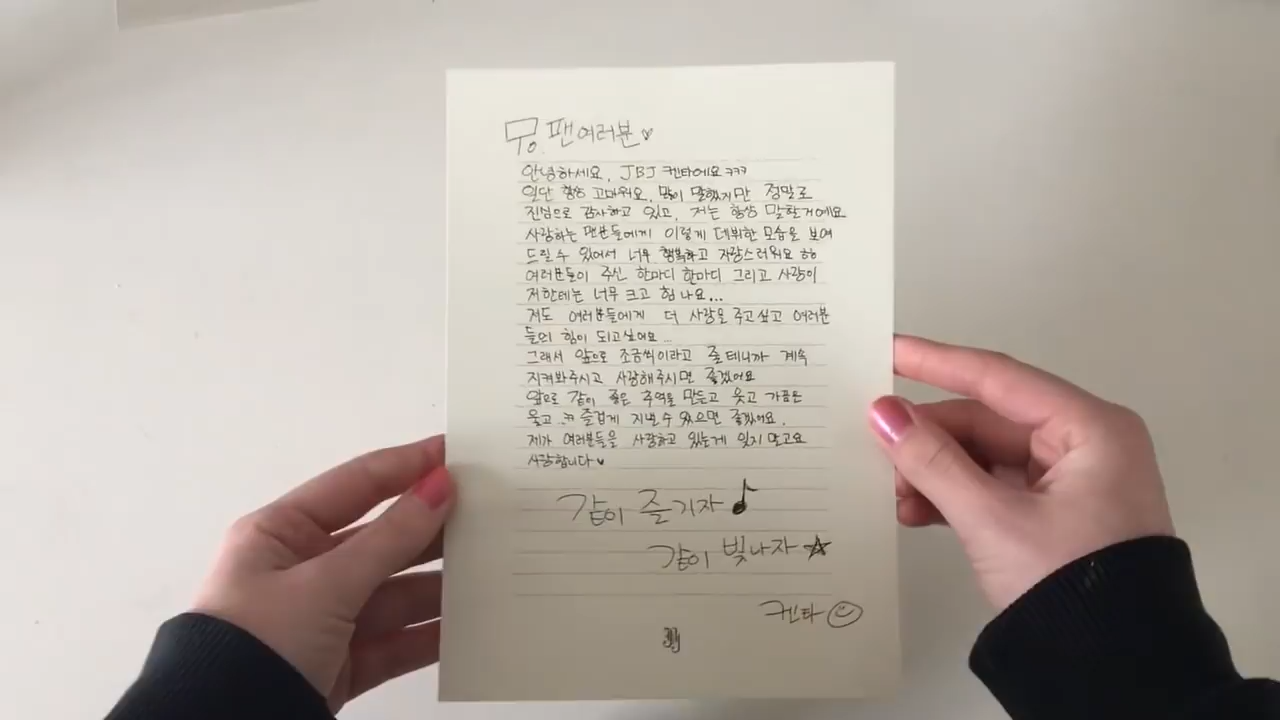 뭉. 팬여러분♥
안녕하세요, JBJ 켄타에요 ㅋㅋㅋ
일단 항상 고마워요, 많이 말했지만 정말로
진심으로 감사하고 있고, 저는 항상 말할거예요
사랑하는 팬분들에게 이렇게 데뷔한 모습을 보여
드릴 수 있어서 너무 행복하고 자랑스러워요 ㅎㅎ
여러분들이 주신 한마디 한마디 그리고 사랑이
저한테는 너무 크고 힘 나요...
저도 여러분들에게 더 사랑을 주고싶고 여러분
들의 힘이 되고싶어요...
그래서 앞으로 조금씩이라고 줄테니까 계속
지켜봐주시고 사랑해주시면 좋겠어요
앞으로 같이 좋은 추억을 만들고 웃고 가끔은
울고..ㅋ 즐겁게 지낼 수 있으면 좋겠어요.
제가 여러분들을 사랑하고 있는게 잊지 말고요
사랑합니다♥
같이 즐기자♪
같이 빛나자☆
켄타